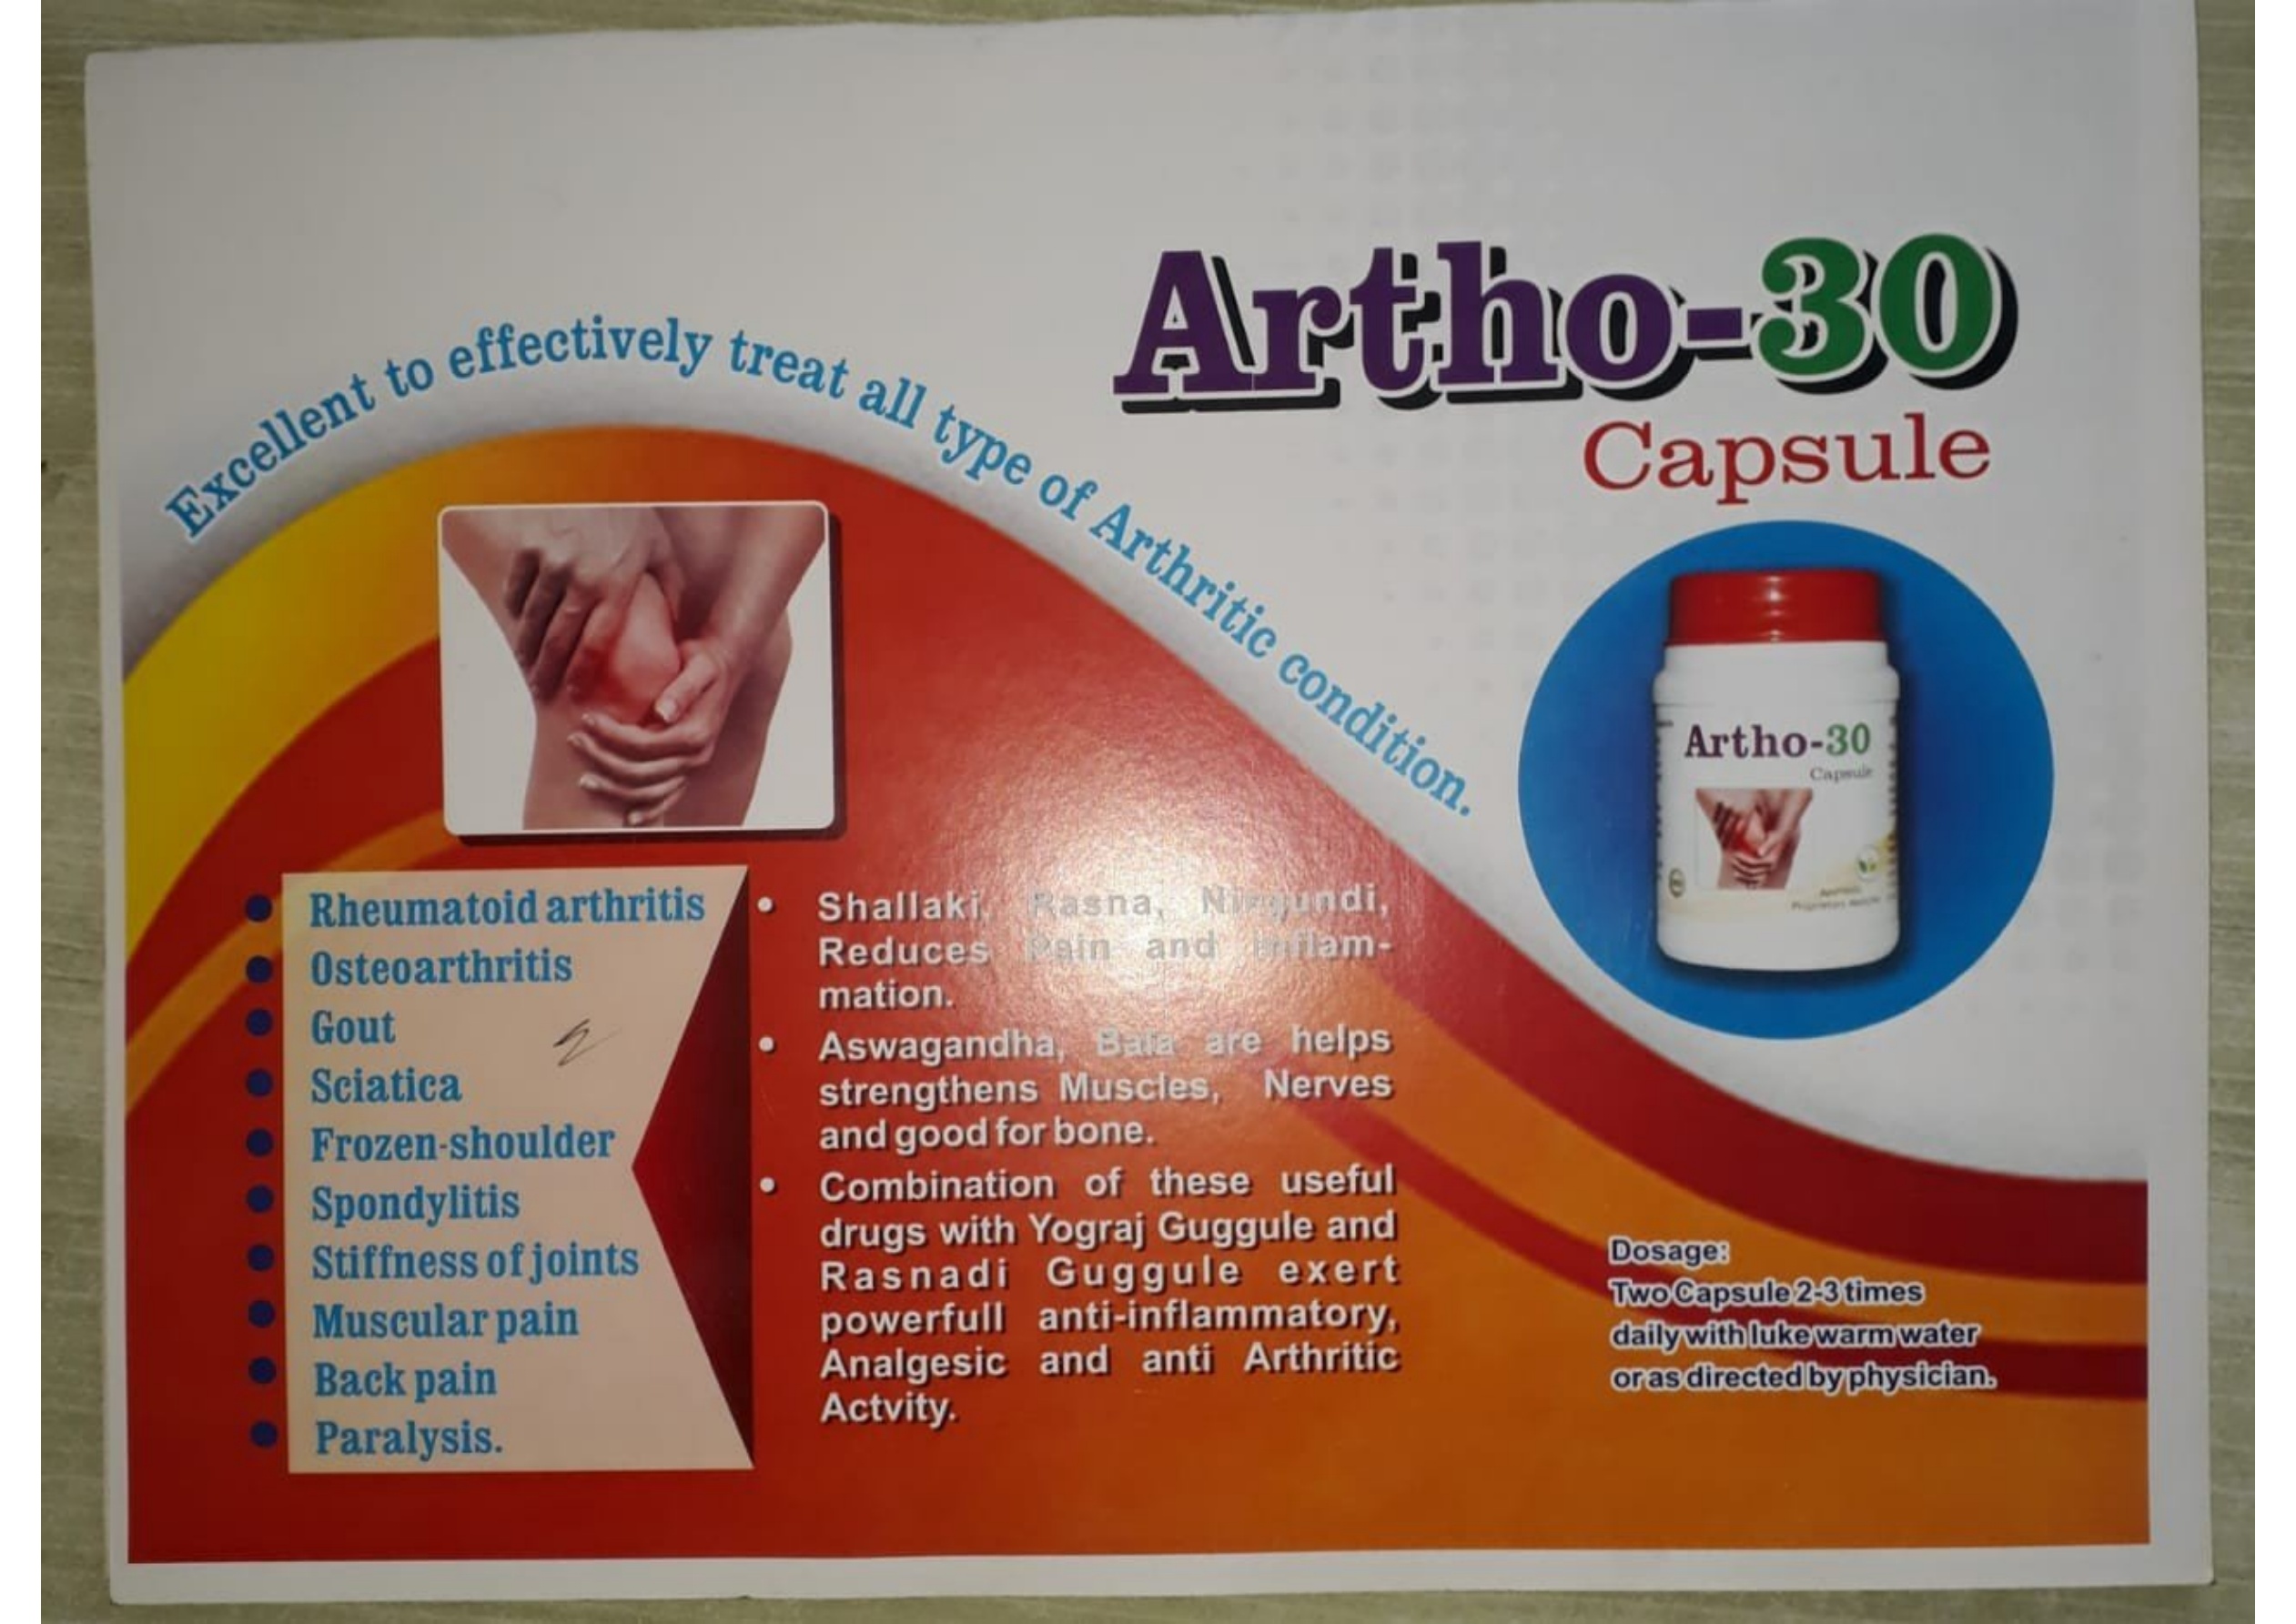 Artho-30
Capsule
Excellent to effectively treat all type of Arthritic condition.
Artho-30
Capsule
Rheumatoid arthritis
Osteoarthritis
Gout
Sciatica
Frozen-shoulder
Spondylitis
Stiffness of joints
Muscular pain
Back pain
Paralysis.
Shallaki, Rasna, Nirgundi,
Reduces Pain and inflam-
mation.
Aswagandha, Bala are helps
strengthens Muscles, Nerves
and good for bone.
Combination of these useful
drugs with Yograj Guggule and
Rasnadi Guggule exert
powerfull anti-inflammatory,
Analgesic and anti Arthritic
Actvity.
Dosage:
Two Capsule 2-3 times
daily with luke warm water
or as directed by physician.